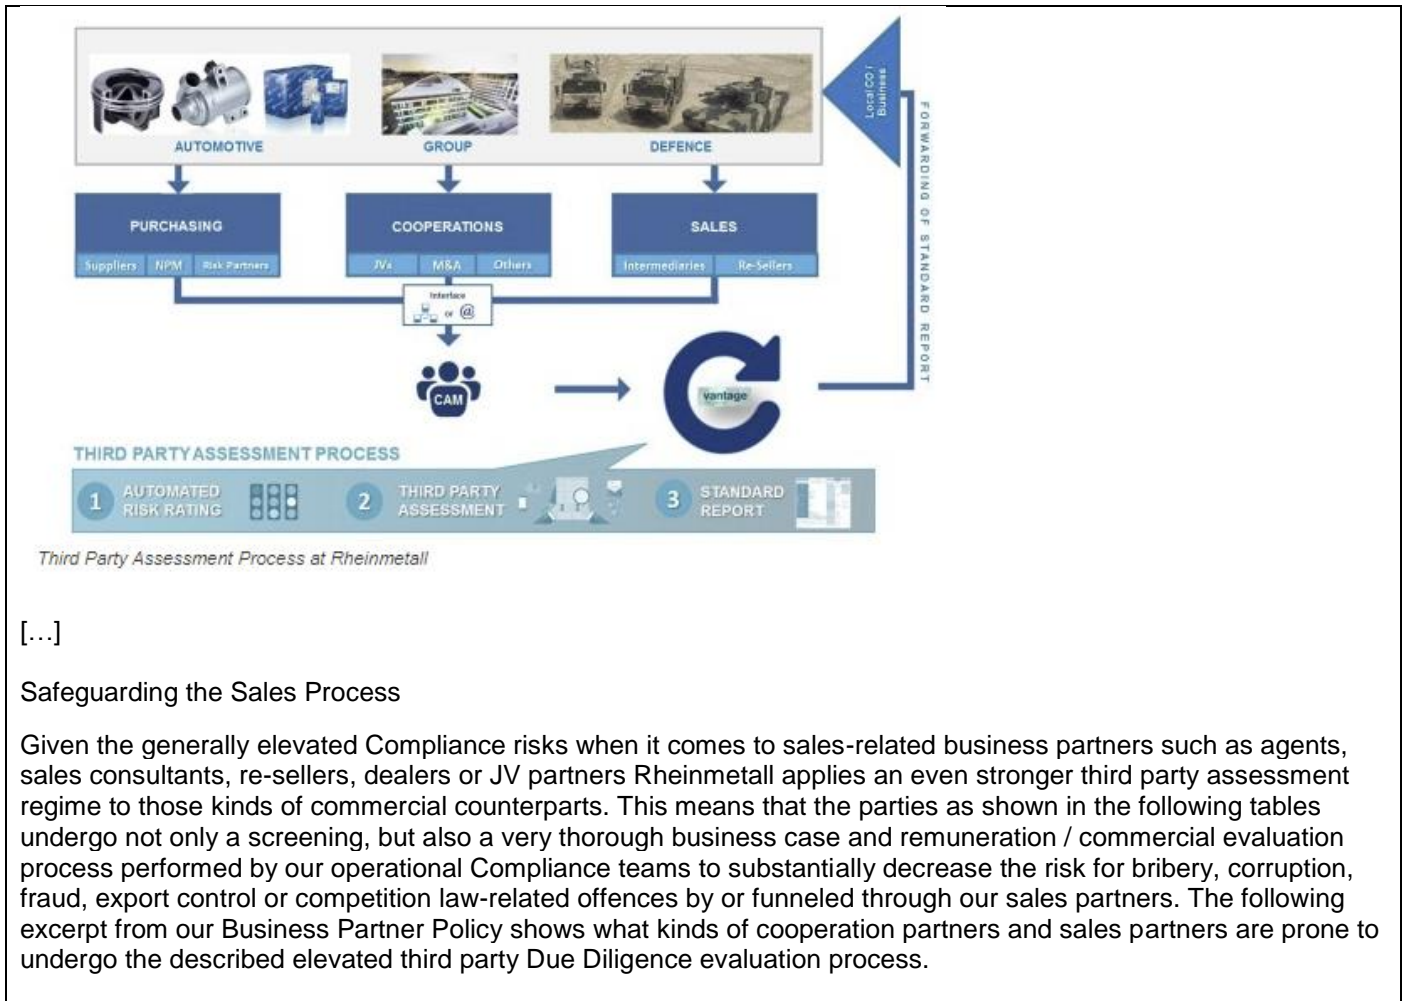 AUTOMOTIVE
GROUP
DEFENCE
Local CO /
Business
FORWARDING OF STANDARD REPORT
PURCHASING
Suppliers NPM Risk Partners
COOPERATIONS
JVs M&A Others
SALES
Intermediaries Re-Sellers
Interface
or @
CAM
vantage
THIRD PARTY ASSESSMENT PROCESS
1 AUTOMATED
RISK RATING
2 THIRD PARTY
ASSESSMENT
3 STANDARD
REPORT
Third Party Assessment Process at Rheinmetall
[…]
Safeguarding the Sales Process
Given the generally elevated Compliance risks when it comes to sales-related business partners such as agents,
sales consultants, re-sellers, dealers or JV partners Rheinmetall applies an even stronger third party assessment
regime to those kinds of commercial counterparts. This means that the parties as shown in the following tables
undergo not only a screening, but also a very thorough business case and remuneration / commercial evaluation
process performed by our operational Compliance teams to substantially decrease the risk for bribery, corruption,
fraud, export control or competition law-related offences by or funneled through our sales partners. The following
excerpt from our Business Partner Policy shows what kinds of cooperation partners and sales partners are prone to
undergo the described elevated third party Due Diligence evaluation process.